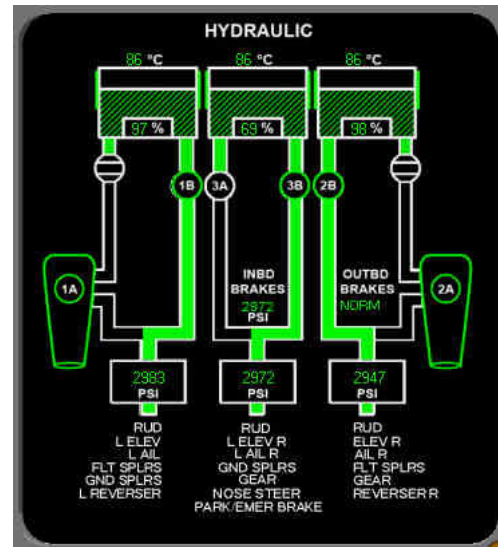 HYDRAULIC
86 °C 86 °C 86 °C
97 % 69 % 98 %
1B 3A 3B 2B
1A 2A
INBD OUTBD
BRAKES BRAKES
2972 NORM
PSI
2983 2972 2947
PSI PSI PSI
RUD RUD RUD
L ELEV L ELEV R ELEV R
L AIL L AIL R AIL R
FLT SPLRS GND SPLRS FLT SPLRS
GND SPLRS GEAR GEAR
L REVERSER NOSE STEER REVERSER R
PARK/EMER BRAKE